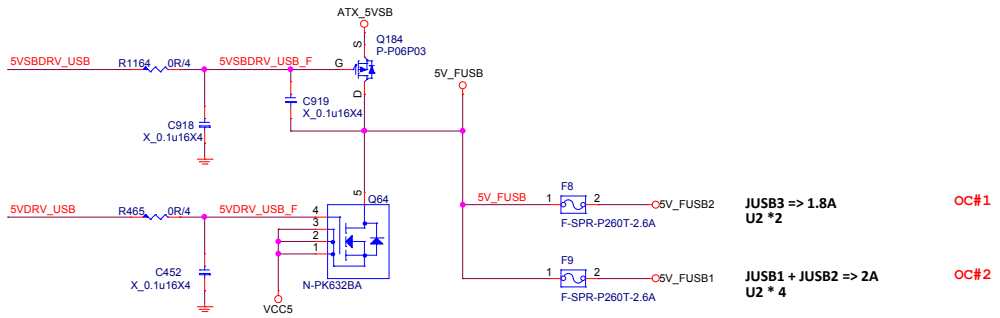 ATX_5VSB
Q184
P-P06P03
S
G
D
5VSBDRV_USB
R1164
0R/4
5VSBDRV_USB_F
5V_FUSB
C919
X_0.1u16X4
C918
X_0.1u16X4
5
Q64
F8
5V_FUSB
1
2
5V_FUSB2
F-SPR-P260T-2.6A
JUSB3 => 1.8A
U2 *2
OC#1
5VDRV_USB
R465
0R/4
5VDRV_USB_F
4
3
2
1
N-PK632BA
C452
X_0.1u16X4
VCC5
F9
1
2
5V_FUSB1
F-SPR-P260T-2.6A
JUSB1 + JUSB2 => 2A
U2 * 4
OC#2